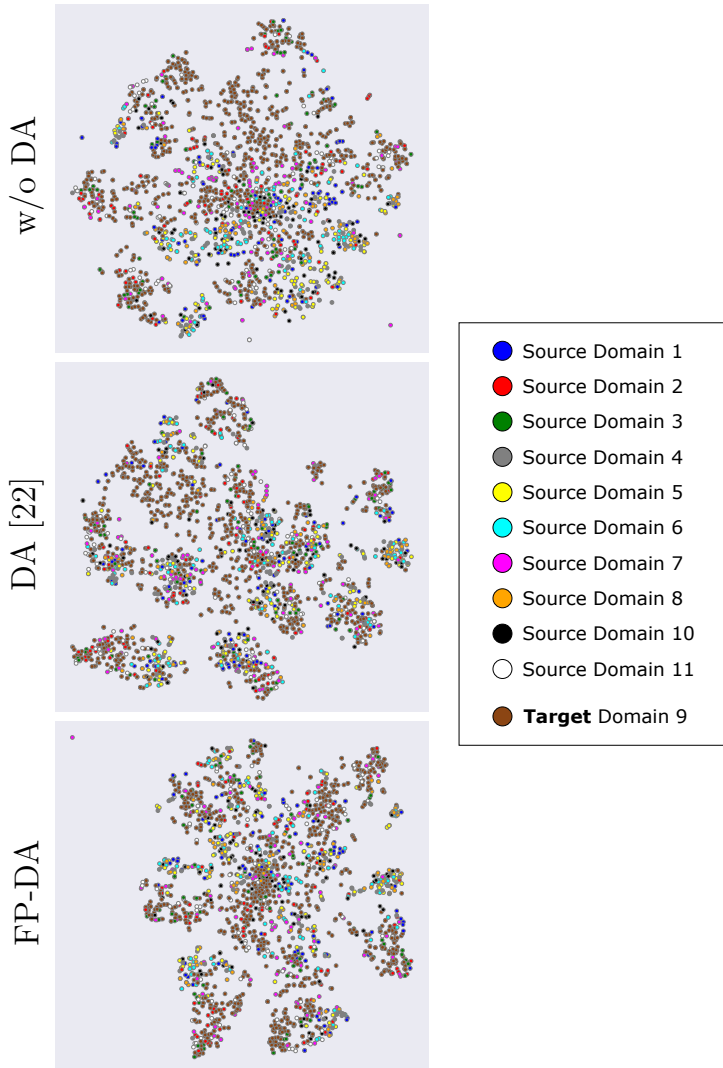 w/o DA
DA [22]
FP-DA
Source Domain 1
Source Domain 2
Source Domain 3
Source Domain 4
Source Domain 5
Source Domain 6
Source Domain 7
Source Domain 8
Source Domain 10
Source Domain 11
Target Domain 9